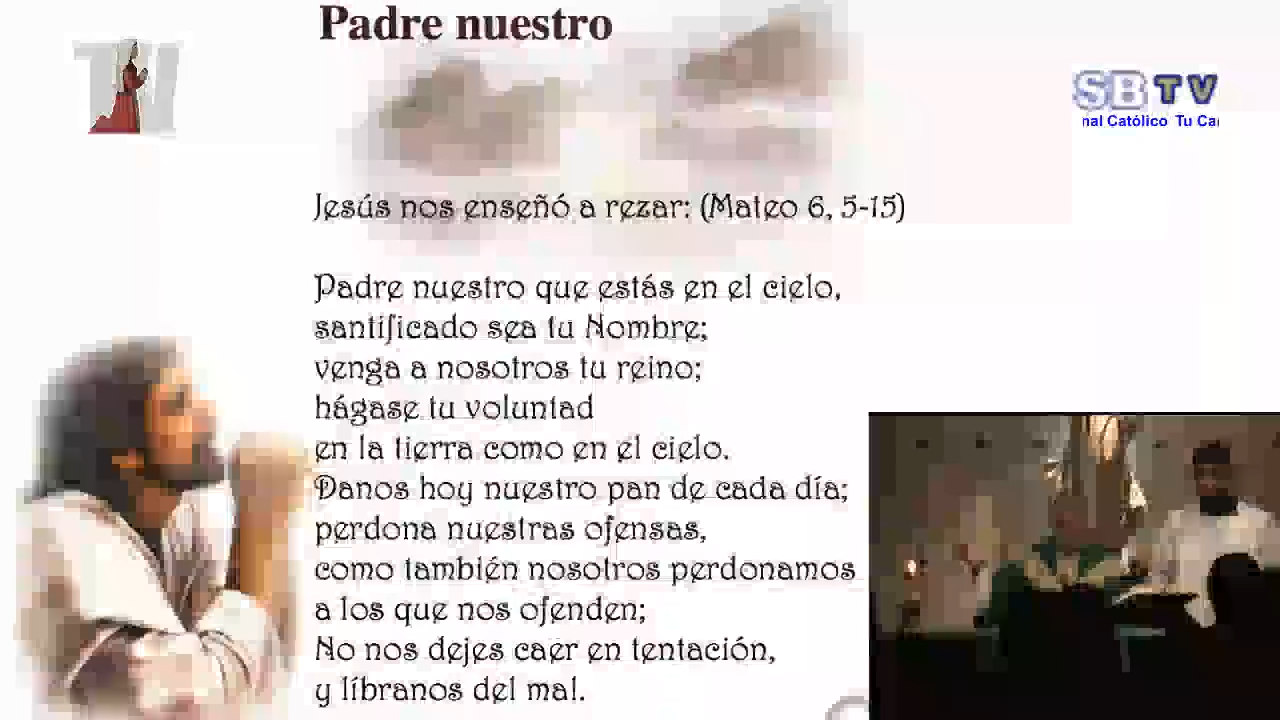 Padre nuestro
SBTV
nal Católico Tu Ca
Jesús nos enseñó a rezar: (Mateo 6, 5-15)
Padre nuestro que estás en el cielo,
santificado sea tu Nombre;
venga a nosotros tu reino;
hágase tu voluntad
en la tierra como en el cielo.
Danos hoy nuestro pan de cada día;
perdona nuestras ofensas,
como también nosotros perdonamos
a los que nos ofenden;
No nos dejes caer en tentación,
y líbranos del mal.